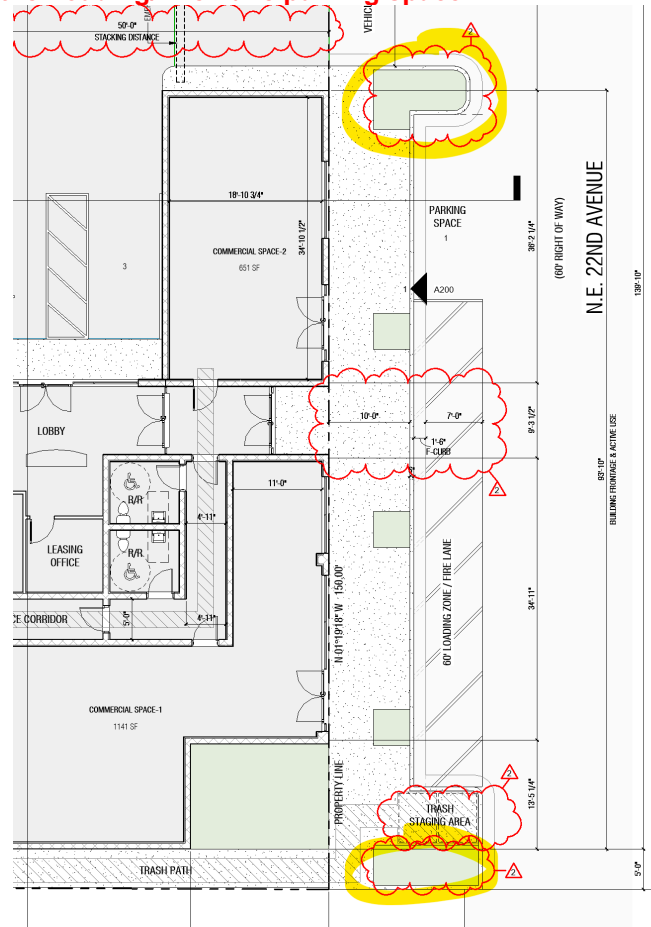 parking space
50'-0"
STACKING DISTANCE
VEHIC
2
18'-10 3/4"
34'-10 1/2"
COMMERCIAL SPACE-2
651 SF
3
PARKING
SPACE
1
1
A200
36'-2 1/4"
(60' RIGHT OF WAY)
N.E. 22ND AVENUE
139'-10"
LOBBY
10'-0"
7'-0"
1'-6"
F-CURB
6"
2
9'-3 1/2"
93'-10"
BUILDING FRONTAGE & ACTIVE USE
R/R
R/R
4'-11"
11'-0"
LEASING
OFFICE
CE CORRIDOR
5'-0"
4'-11"
N 01°19'18" W 150.00'
60' LOADING ZONE / FIRE LANE
34'-11"
COMMERCIAL SPACE-1
1141 SF
PROPERTY LINE
2
TRASH
STAGING AREA
13'-5 1/4"
TRASH PATH
2
5'-0"